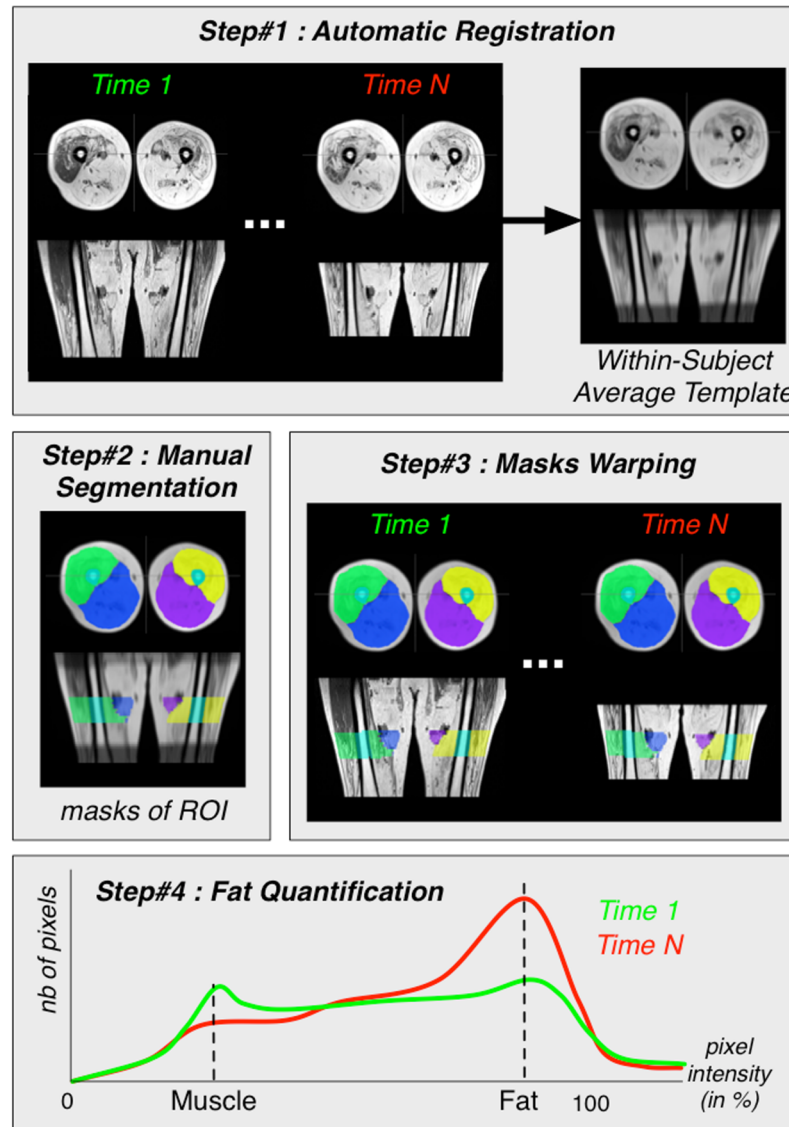 Step#1 : Automatic Registration
Time 1
Time N
...
Within-Subject
Average Template
Step#2 : Manual
Segmentation
masks of ROI
Step#3 : Masks Warping
Time 1
Time N
...
Step#4 : Fat Quantification
nb of pixels
Time 1
Time N
0
Muscle
Fat
100
pixel
intensity
(in %)